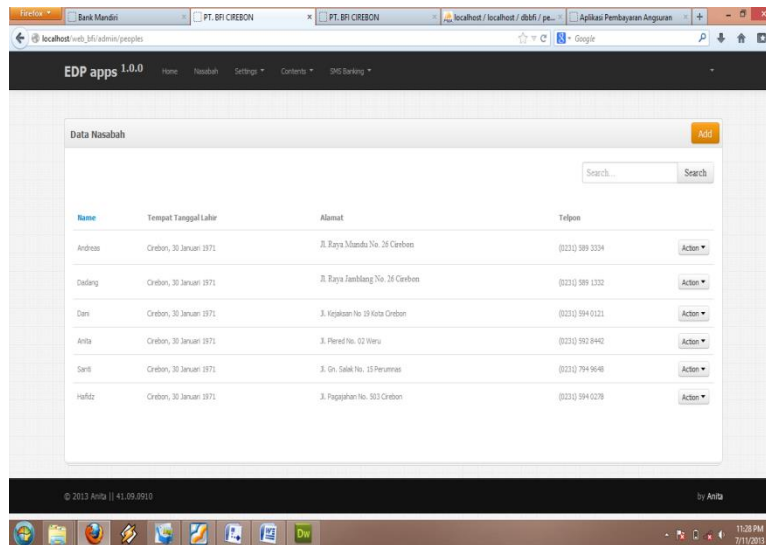 Firefox
Bank Mandiri
PT. BFI CIREBON
PT. BFI CIREBON
localhost / localhost / dbbfi / pe...
Aplikasi Pembayaran Angsuran
localhost/web_bfi/admin/peoples
Google
EDP apps 1.0.0 Home Nasabah Settings Contents SMS Banking
Data Nasabah Add
Search... Search
Name Tempat Tanggal Lahir Alamat Telpon
Andreas Cirebon, 30 Januari 1971 Jl. Raya Mundu No. 26 Cirebon (0231) 589 3334 Action
Dadang Cirebon, 30 Januari 1971 Jl. Raya Jamblang No. 26 Cirebon (0231) 589 1332 Action
Dani Cirebon, 30 Januari 1971 Jl. Kejaksan No 19 Kota Cirebon (0231) 594 0121 Action
Anita Cirebon, 30 Januari 1971 Jl. Plered No. 02 Weru (0231) 592 8442 Action
Santi Cirebon, 30 Januari 1971 Jl. Gn. Salak No. 15 Perumnas (0231) 794 9648 Action
Hafidz Cirebon, 30 Januari 1971 Jl. Pagajahan No. 503 Cirebon (0231) 594 0278 Action
© 2013 Anita || 41.09.0910 by Anita
Dw
11:28 PM
7/11/2013